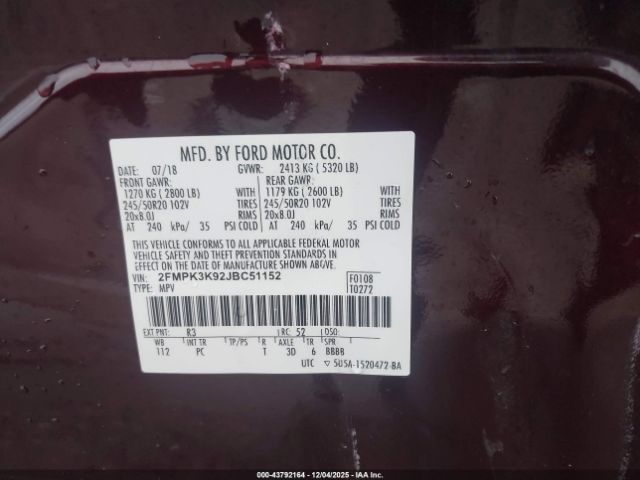 MFD. BY FORD MOTOR CO.
DATE: 07/18 GVWR: 2413 KG ( 5320 LB)
FRONT GAWR: REAR GAWR:
1270 KG ( 2800 LB) WITH 1179 KG ( 2600 LB) WITH
245/50R20 102V TIRES 245/50R20 102V TIRES
20x8.0J RIMS 20x8.0J RIMS
AT 240 kPa/ 35 PSI COLD AT 240 kPa/ 35 PSI COLD
THIS VEHICLE CONFORMS TO ALL APPLICABLE FEDERAL MOTOR
VEHICLE SAFETY AND THEFT PREVENTION STANDARDS IN
EFFECT ON THE DATE OF MANUFACTURE SHOWN ABOVE.
VIN: 2FMPK3K92JBC51152 F0108
TYPE: MPV T0272
EXT PNT: R3 RC: 52 DSO:
WB INT TR TP/PS R AXLE TR SPR
112 PC T 3D 6 BBBB
UTC ▽ 5USA-1520472-BA
000-43792164 - 12/04/2025 - IAA Inc.